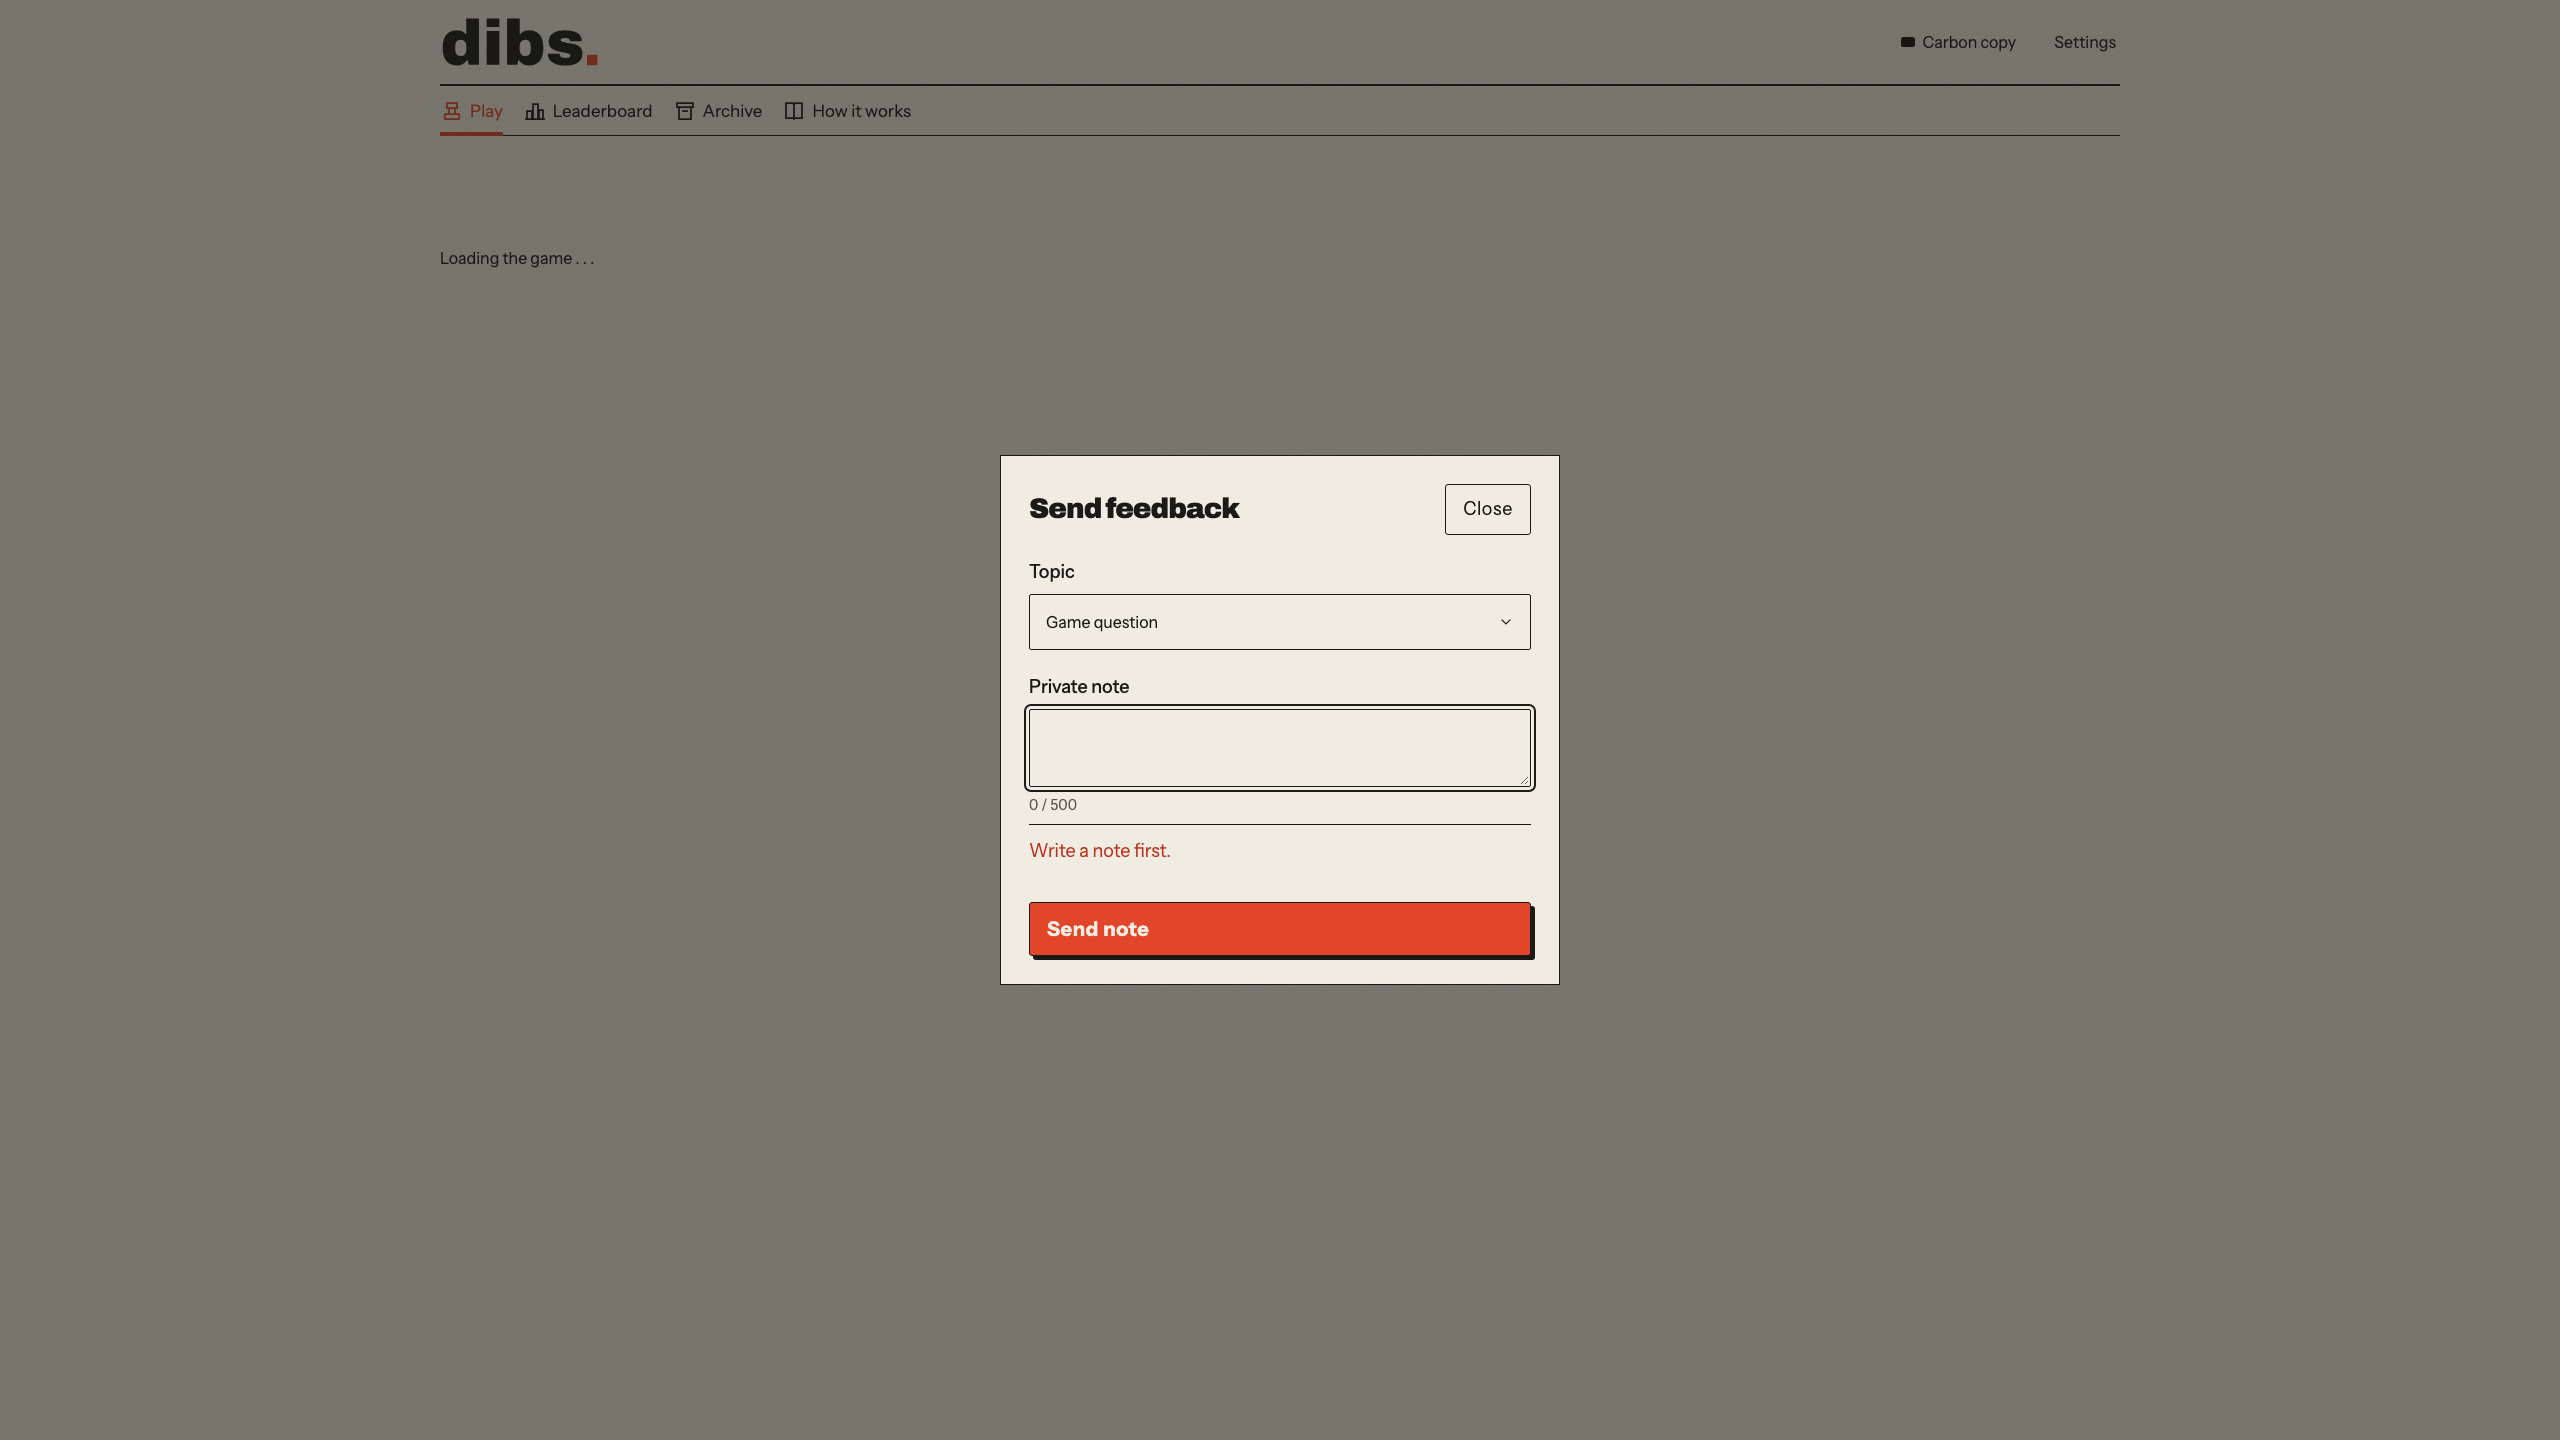 dibs.
Carbon copy
Settings
Play
Leaderboard
Archive
How it works
Loading the game . . .
Send feedback
Close
Topic
Game question
Private note
0 / 500
Write a note first.
Send note